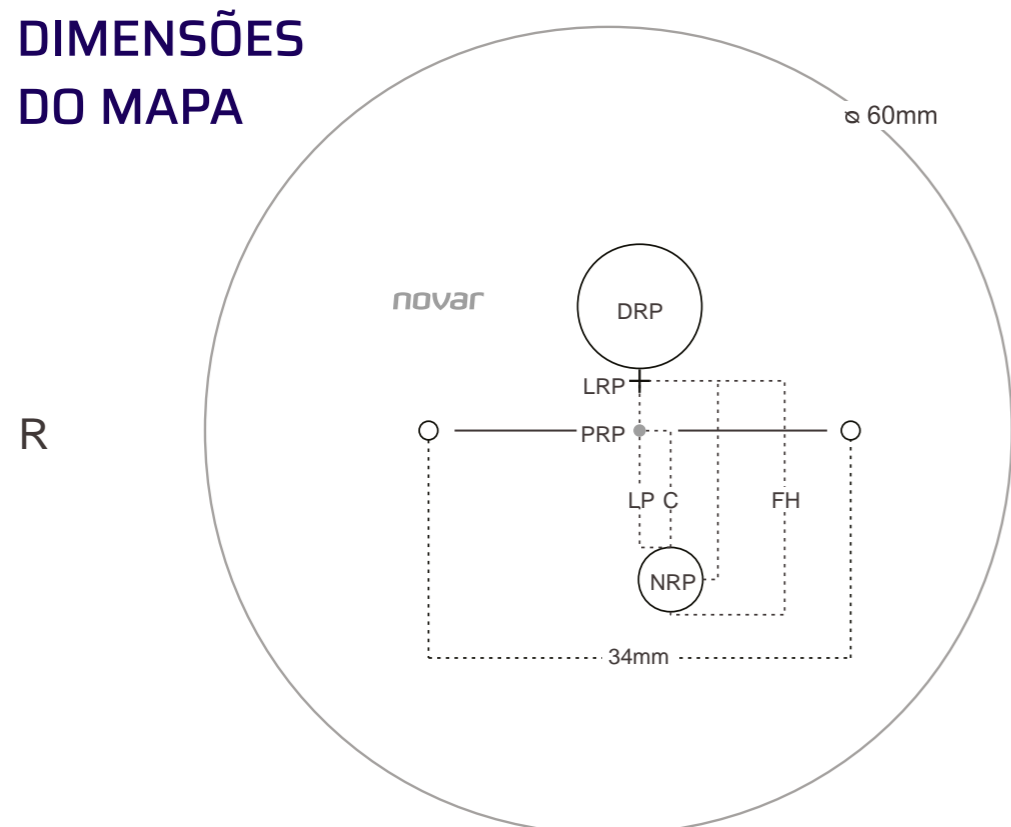 DIMENSÕES
DO MAPA
⌀ 60mm
novar
DRP
LRP
R
PRP
LP C
FH
NRP
34mm